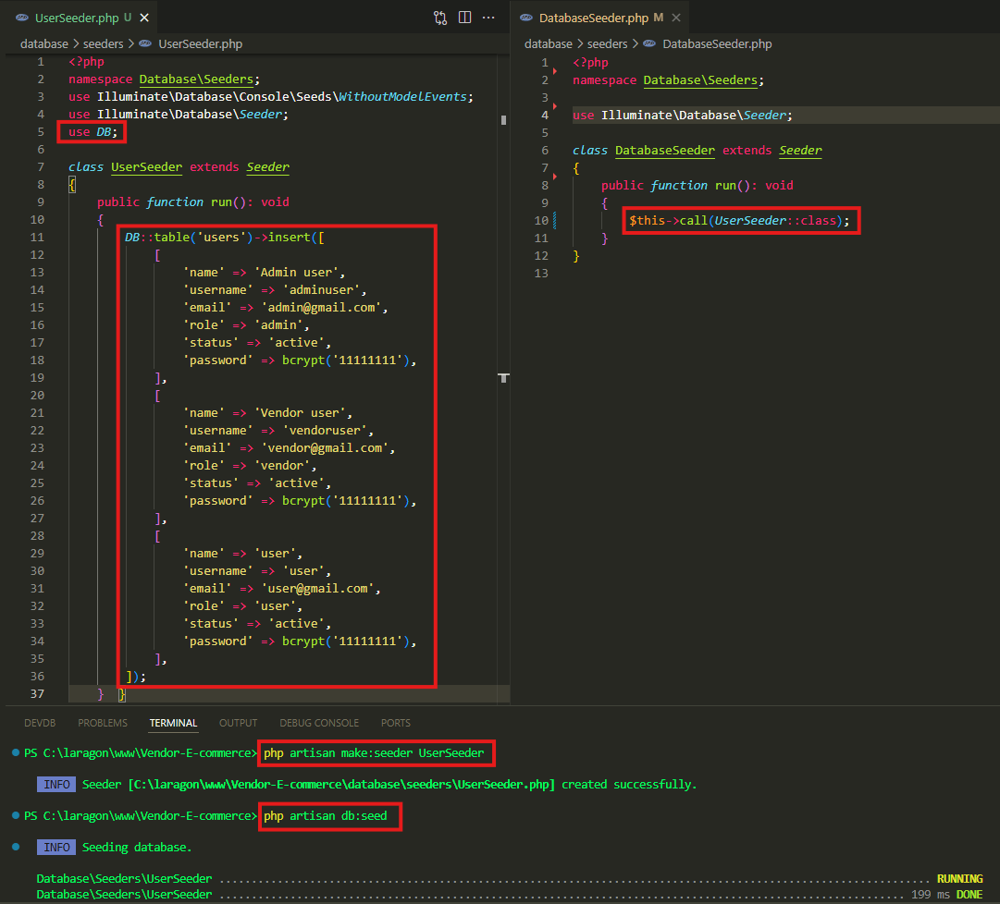 UserSeeder.php U
database > seeders > UserSeeder.php
1 <?php
2 namespace Database\Seeders;
3 use Illuminate\Database\Console\Seeds\WithoutModelEvents;
4 use Illuminate\Database\Seeder;
5 use DB;
6
7 class UserSeeder extends Seeder
8 {
9 public function run(): void
10 {
11 DB::table('users')->insert([
12 [
13 'name' => 'Admin user',
14 'username' => 'adminuser',
15 'email' => 'admin@gmail.com',
16 'role' => 'admin',
17 'status' => 'active',
18 'password' => bcrypt('11111111'),
19 ],
20 [
21 'name' => 'Vendor user',
22 'username' => 'vendoruser',
23 'email' => 'vendor@gmail.com',
24 'role' => 'vendor',
25 'status' => 'active',
26 'password' => bcrypt('11111111'),
27 ],
28 [
29 'name' => 'user',
30 'username' => 'user',
31 'email' => 'user@gmail.com',
32 'role' => 'user',
33 'status' => 'active',
34 'password' => bcrypt('11111111'),
35 ],
36 ]);
37 } }
DatabaseSeeder.php M
database > seeders > DatabaseSeeder.php
1 <?php
2 namespace Database\Seeders;
3
4 use Illuminate\Database\Seeder;
5
6 class DatabaseSeeder extends Seeder
7 {
8 public function run(): void
9 {
10 $this->call(UserSeeder::class);
11 }
12 }
13
DEVDB PROBLEMS TERMINAL OUTPUT DEBUG CONSOLE PORTS
PS C:\laragon\www\Vendor-E-commerce> php artisan make:seeder UserSeeder
INFO Seeder [C:\laragon\www\Vendor-E-commerce\database\seeders\UserSeeder.php] created successfully.
PS C:\laragon\www\Vendor-E-commerce> php artisan db:seed
INFO Seeding database.
Database\Seeders\UserSeeder ........ RUNNING
Database\Seeders\UserSeeder ........ 199 ms DONE